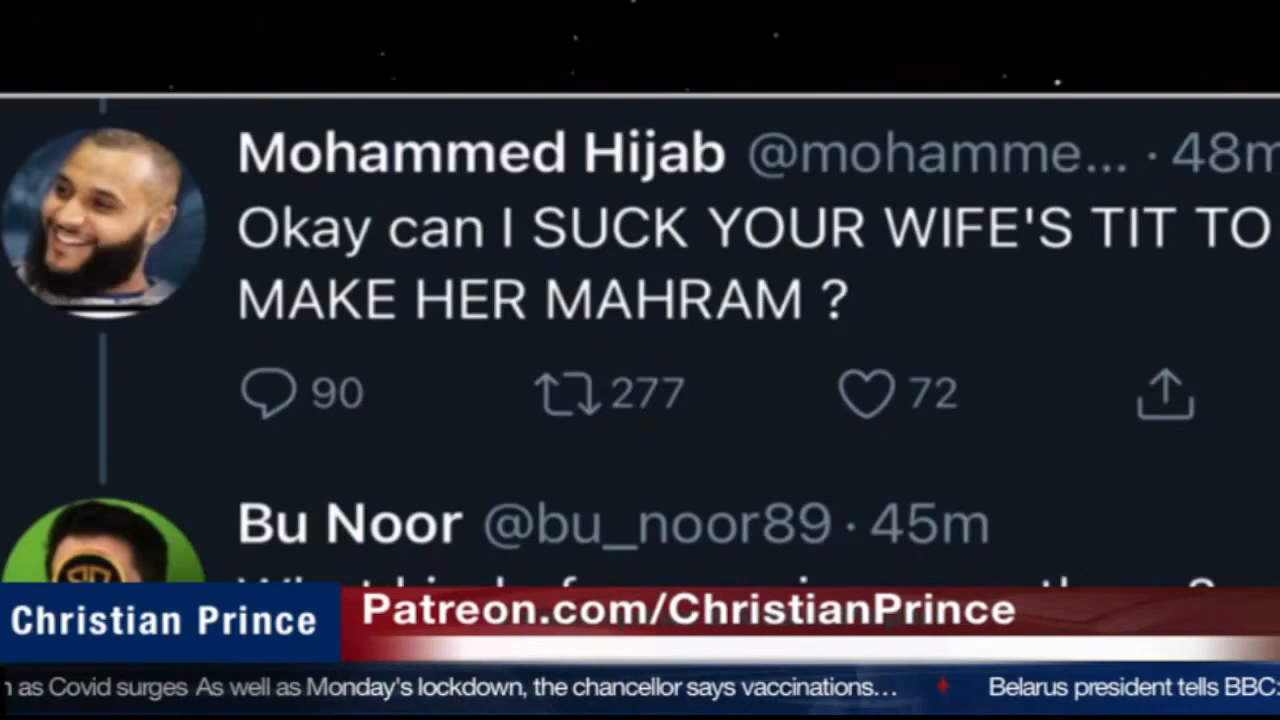 Mohammed Hijab @mohamme... · 48m
Okay can I SUCK YOUR WIFE'S TIT TO
MAKE HER MAHRAM ?
90 277 72
Bu Noor @bu_noor89 · 45m
Christian Prince
Patreon.com/ChristianPrince
as Covid surges As well as Monday's lockdown, the chancellor says vaccinations... Belarus president tells BBC: